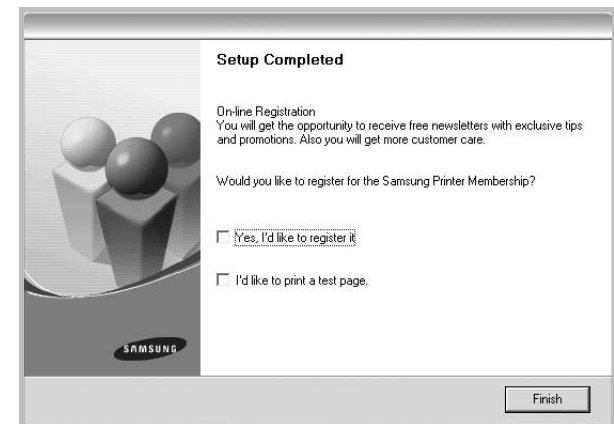 Setup Completed
On-line Registration
You will get the opportunity to receive free newsletters with exclusive tips
and promotions. Also you will get more customer care.
Would you like to register for the Samsung Printer Membership?
Yes, I'd like to register it
I'd like to print a test page.
SAMSUNG
Finish